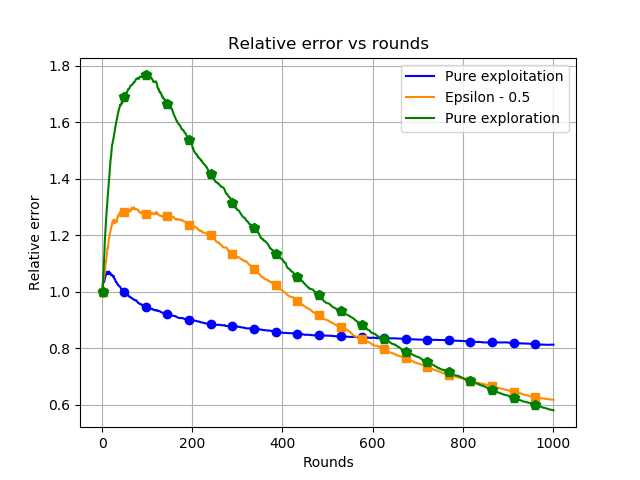 Relative error vs rounds
Pure exploitation
Epsilon - 0.5
Pure exploration
Relative error
1.8
1.6
1.4
1.2
1.0
0.8
0.6
0
200
400
600
800
1000
Rounds